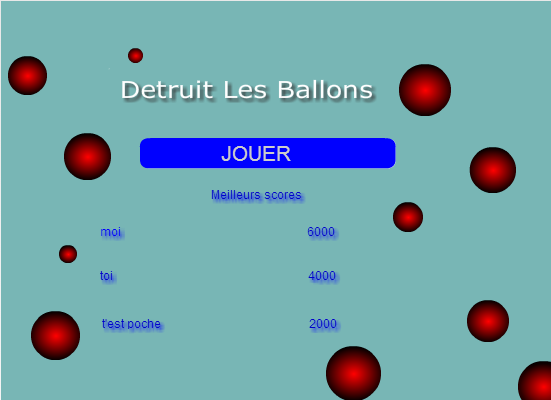 Detruit Les Ballons
JOUER
Meilleurs scores
moi 6000
toi 4000
t'est poche 2000